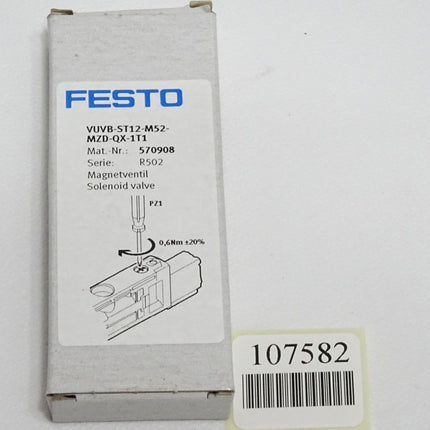 FESTO
VUVB-ST12-M52-
MZD-QX-1T1
Mat.-Nr.: 570908
Serie: R502
Magnetventil
Solenoid valve
PZ1
0,6Nm ±20%
107582